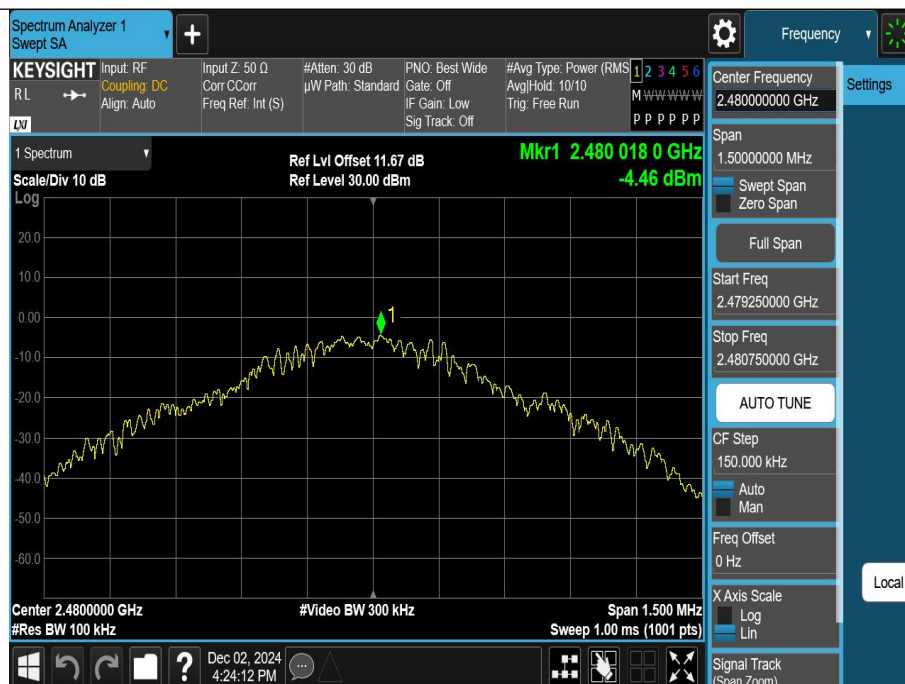 Spectrum Analyzer 1
Swept SA
+
Frequency
KEYSIGHT
RL
LXI
Input: RF
Coupling: DC
Align: Auto
Input Z: 50 Ω
Corr CCorr
Freq Ref: Int (S)
#Atten: 30 dB
µW Path: Standard
PNO: Best Wide
Gate: Off
IF Gain: Low
Sig Track: Off
#Avg Type: Power (RMS
Avg|Hold: 10/10
Trig: Free Run
1 2 3 4 5 6
M W W W W W
P P P P P P
1 Spectrum
Scale/Div 10 dB
Log
Ref Lvl Offset 11.67 dB
Ref Level 30.00 dBm
Mkr1 2.480 018 0 GHz
-4.46 dBm
20.0
10.0
0.00
-10.0
-20.0
-30.0
-40.0
-50.0
-60.0
1
Center 2.4800000 GHz
#Res BW 100 kHz
#Video BW 300 kHz
Span 1.500 MHz
Sweep 1.00 ms (1001 pts)
?
Dec 02, 2024
4:24:12 PM
Center Frequency
2.480000000 GHz
Span
1.50000000 MHz
Swept Span
Zero Span
Full Span
Start Freq
2.479250000 GHz
Stop Freq
2.480750000 GHz
AUTO TUNE
CF Step
150.000 kHz
Auto
Man
Freq Offset
0 Hz
X Axis Scale
Log
Lin
Signal Track
(Span Zoom)
Settings
Local